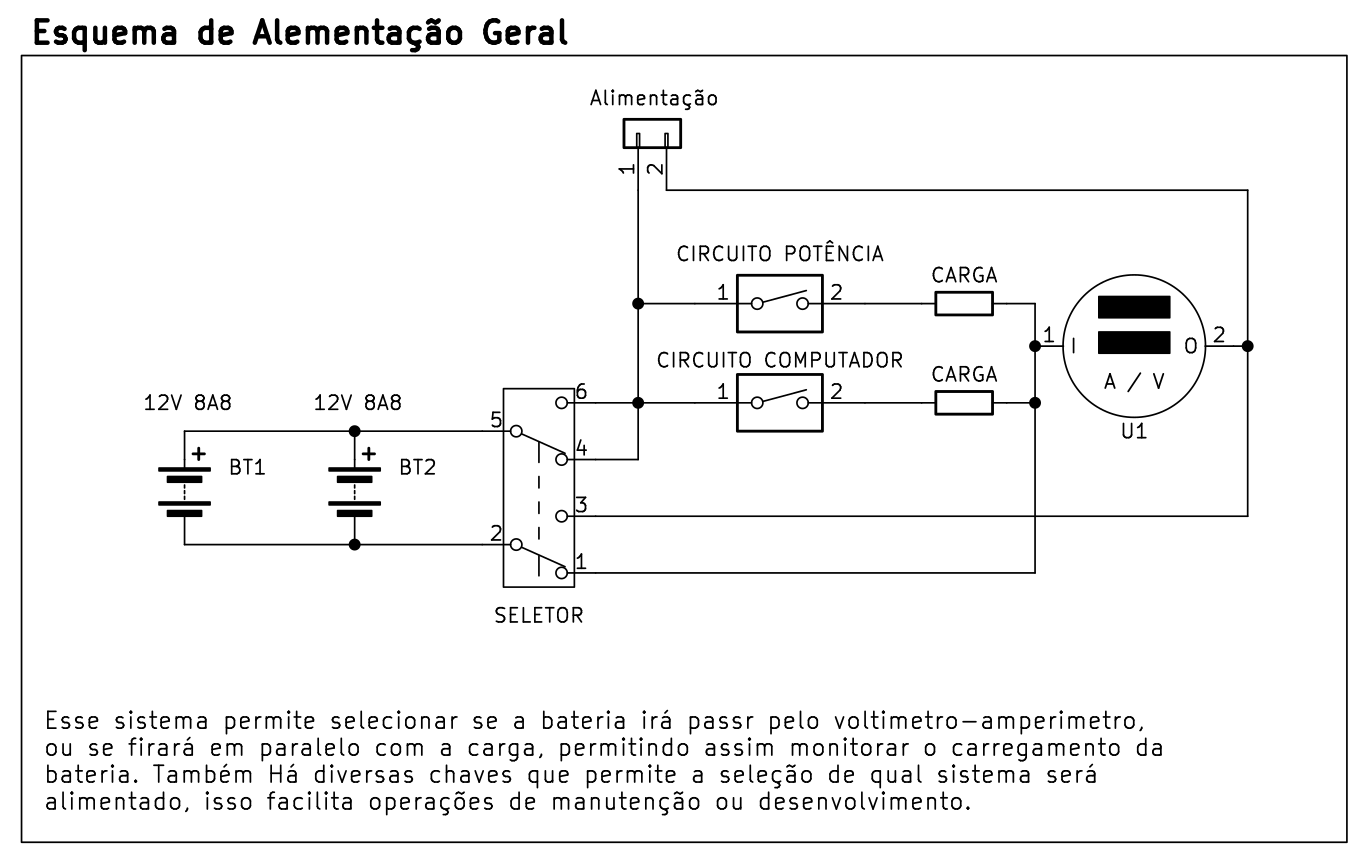 Esquema de Alementação Geral
Alimentação
1 2
CIRCUITO POTÊNCIA
CARGA
1 2
1 I O 2
A / V
U1
CIRCUITO COMPUTADOR
CARGA
1 2
12V 8A8
12V 8A8
+ BT1
+ BT2
5
6
4
3
2
1
SELETOR
Esse sistema permite selecionar se a bateria irá passr pelo voltimetro-amperimetro,
ou se firará em paralelo com a carga, permitindo assim monitorar o carregamento da
bateria. Também Há diversas chaves que permite a seleção de qual sistema será
alimentado, isso facilita operações de manutenção ou desenvolvimento.